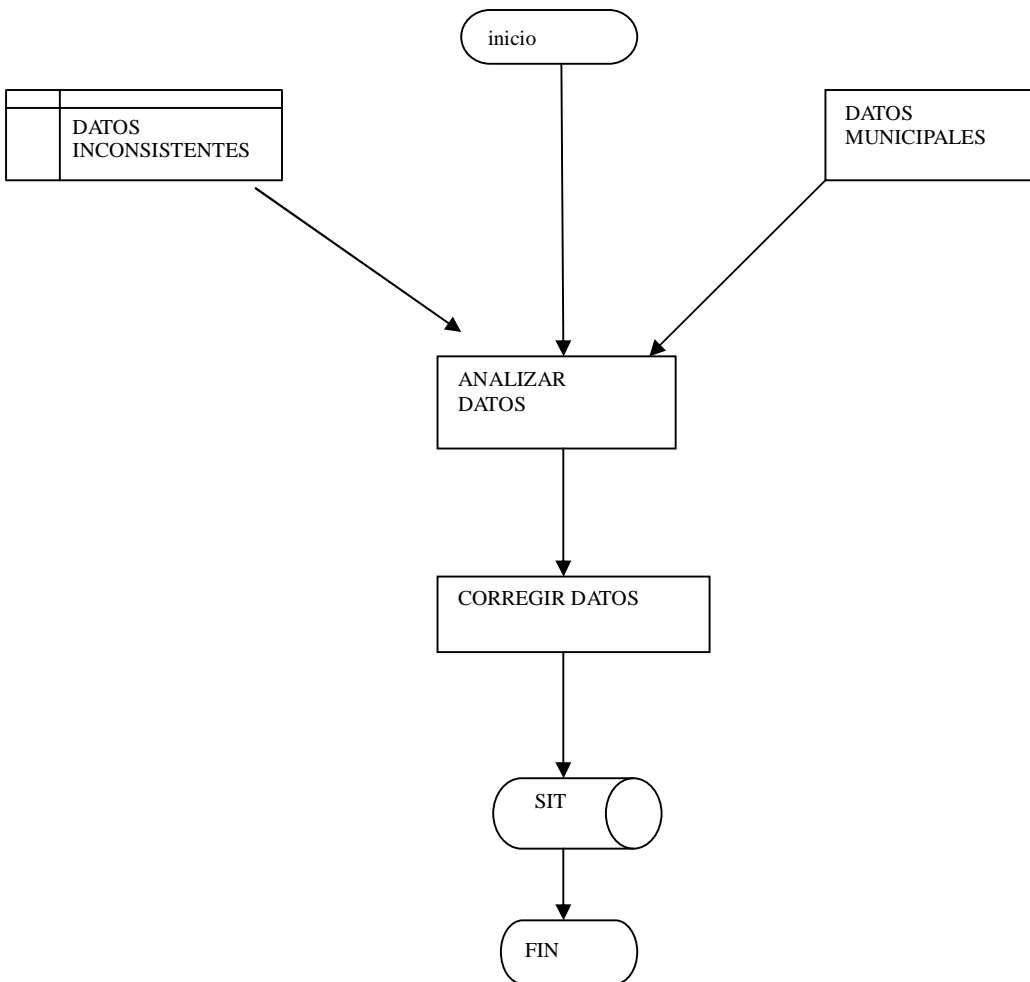 inicio
DATOS
INCONSISTENTES
DATOS
MUNICIPALES
ANALIZAR
DATOS
CORREGIR DATOS
SIT
FIN